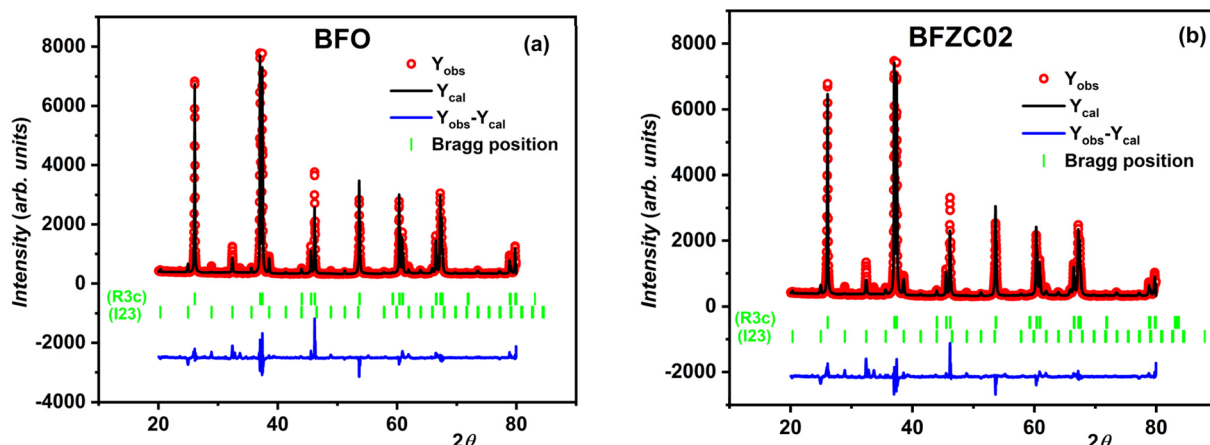 BFO
(a)
Y_obs
Y_cal
Y_obs-Y_cal
Bragg position
Intensity (arb. units)
8000
6000
4000
2000
0
-2000
-4000
(R3c)
(I23)
20
40
60
80
2θ
BFZC02
(b)
Y_obs
Y_cal
Y_obs-Y_cal
Bragg position
Intensity (arb. units)
8000
6000
4000
2000
0
-2000
(R3c)
(I23)
20
40
60
80
2θ